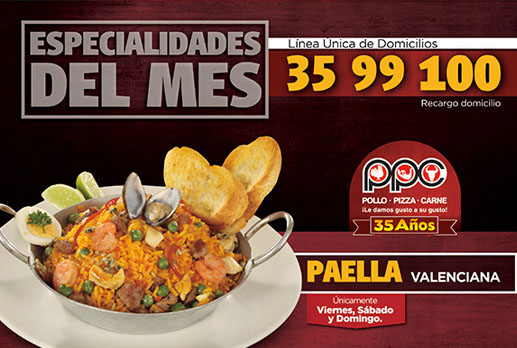 ESPECIALIDADES
DEL MES
Línea Única de Domicilios
35 99 100
Recargo domicilio
ppc
POLLO · PIZZA · CARNE
¡Le damos gusto a su gusto!
35 Años
PAELLA VALENCIANA
Únicamente
Viernes, Sábado
y Domingo.